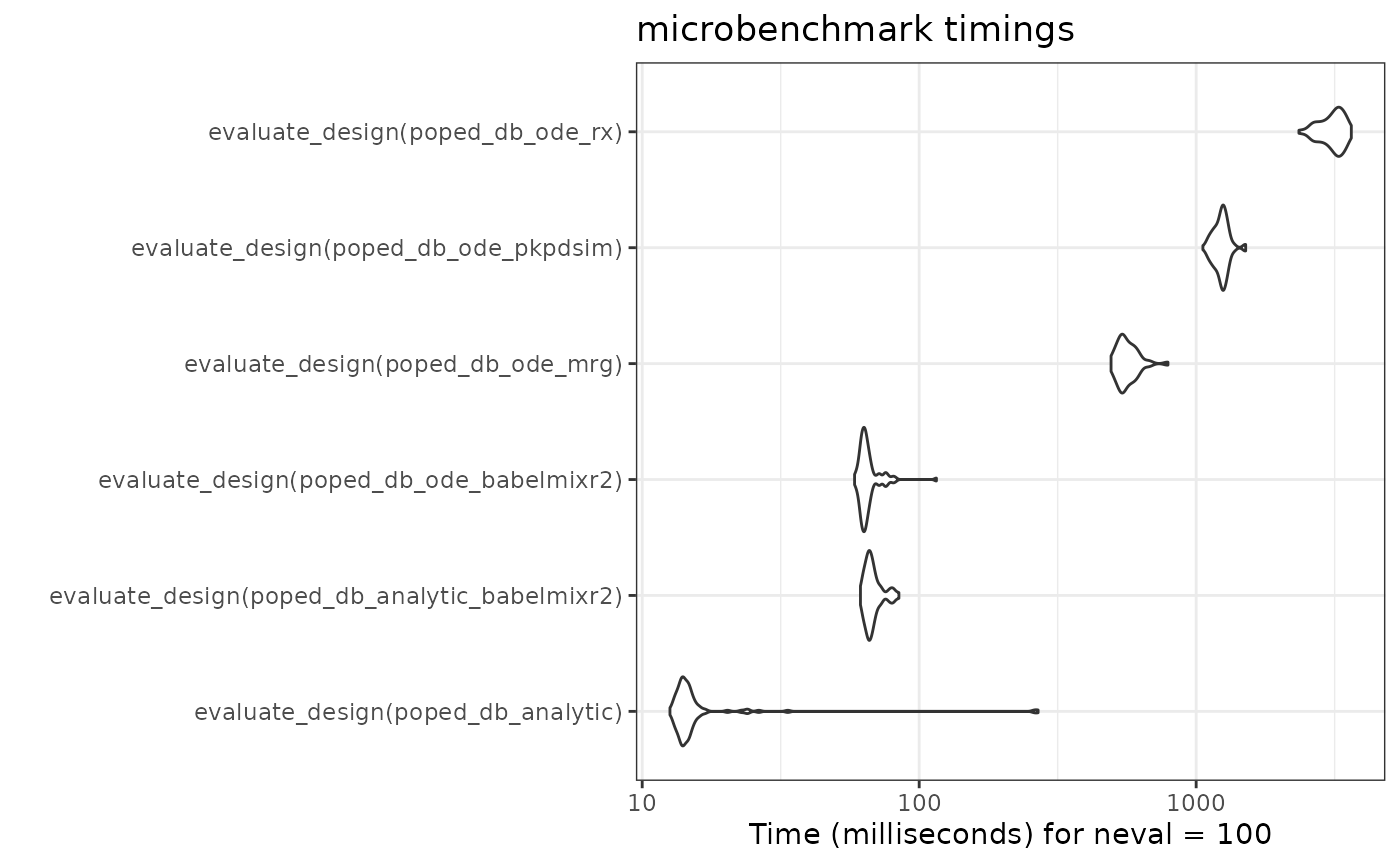 microbenchmark timings
evaluate_design(poped_db_ode_rx)
evaluate_design(poped_db_ode_pkpdsim)
evaluate_design(poped_db_ode_mrg)
evaluate_design(poped_db_ode_babelmixr2)
evaluate_design(poped_db_analytic_babelmixr2)
evaluate_design(poped_db_analytic)
10 100 1000
Time (milliseconds) for neval = 100